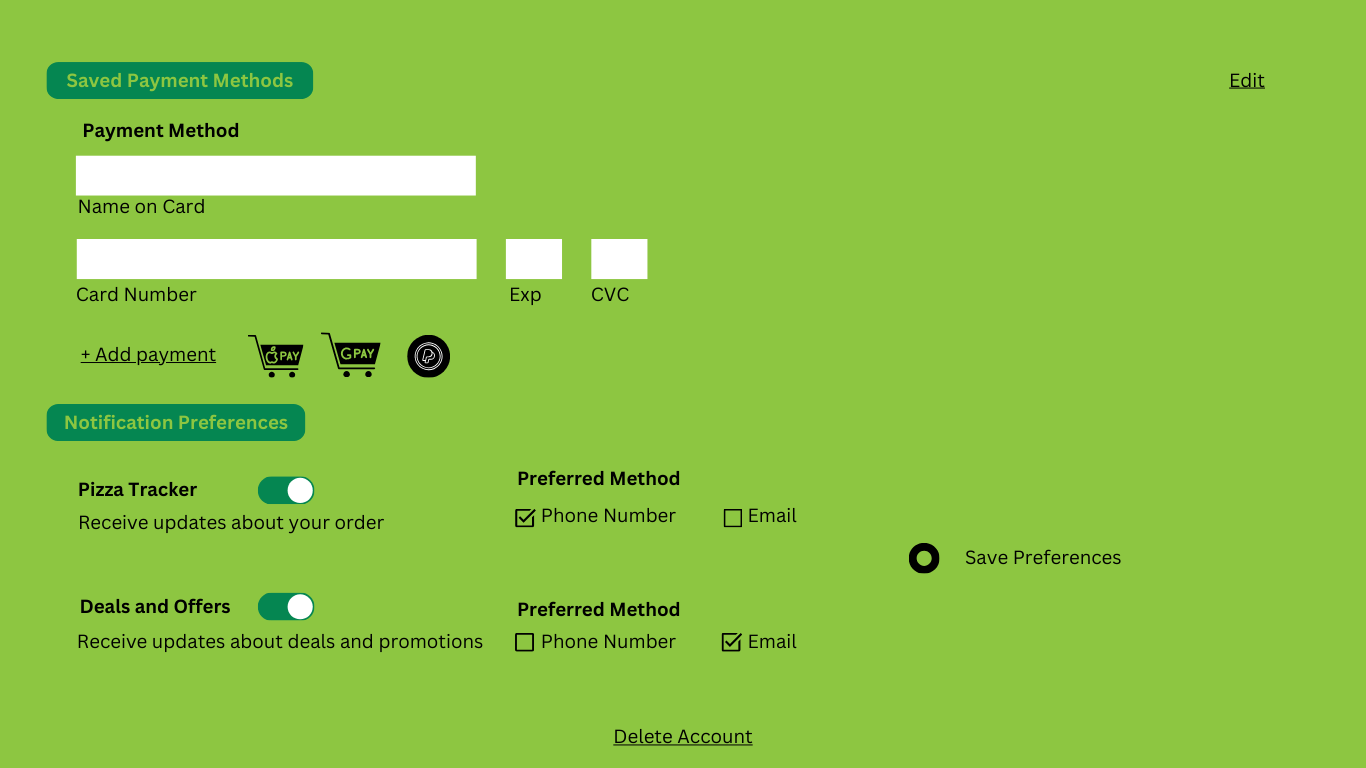 Saved Payment Methods
Edit
Payment Method
Name on Card
Card Number
Exp
CVC
+ Add payment
PAY
GPAY
Notification Preferences
Pizza Tracker
Receive updates about your order
Preferred Method
Phone Number
Email
Save Preferences
Deals and Offers
Receive updates about deals and promotions
Preferred Method
Phone Number
Email
Delete Account